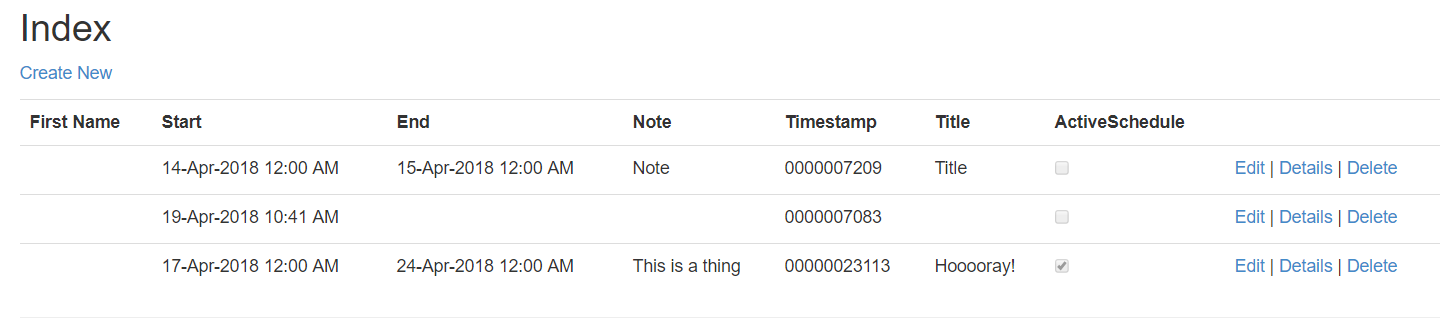 Index
Create New
First Name Start End Note Timestamp Title ActiveSchedule
14-Apr-2018 12:00 AM 15-Apr-2018 12:00 AM Note 0000007209 Title Edit | Details | Delete
19-Apr-2018 10:41 AM 0000007083 Edit | Details | Delete
17-Apr-2018 12:00 AM 24-Apr-2018 12:00 AM This is a thing 00000023113 Hooooray! Edit | Details | Delete